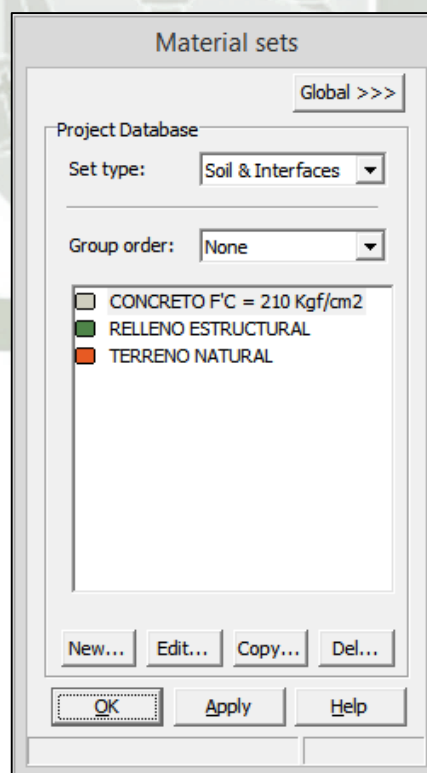 Material sets
Global >>>
Project Database
Set type: Soil & Interfaces
Group order: None
CONCRETO F'C = 210 Kgf/cm2
RELLENO ESTRUCTURAL
TERRENO NATURAL
New... Edit... Copy... Del...
OK Apply Help